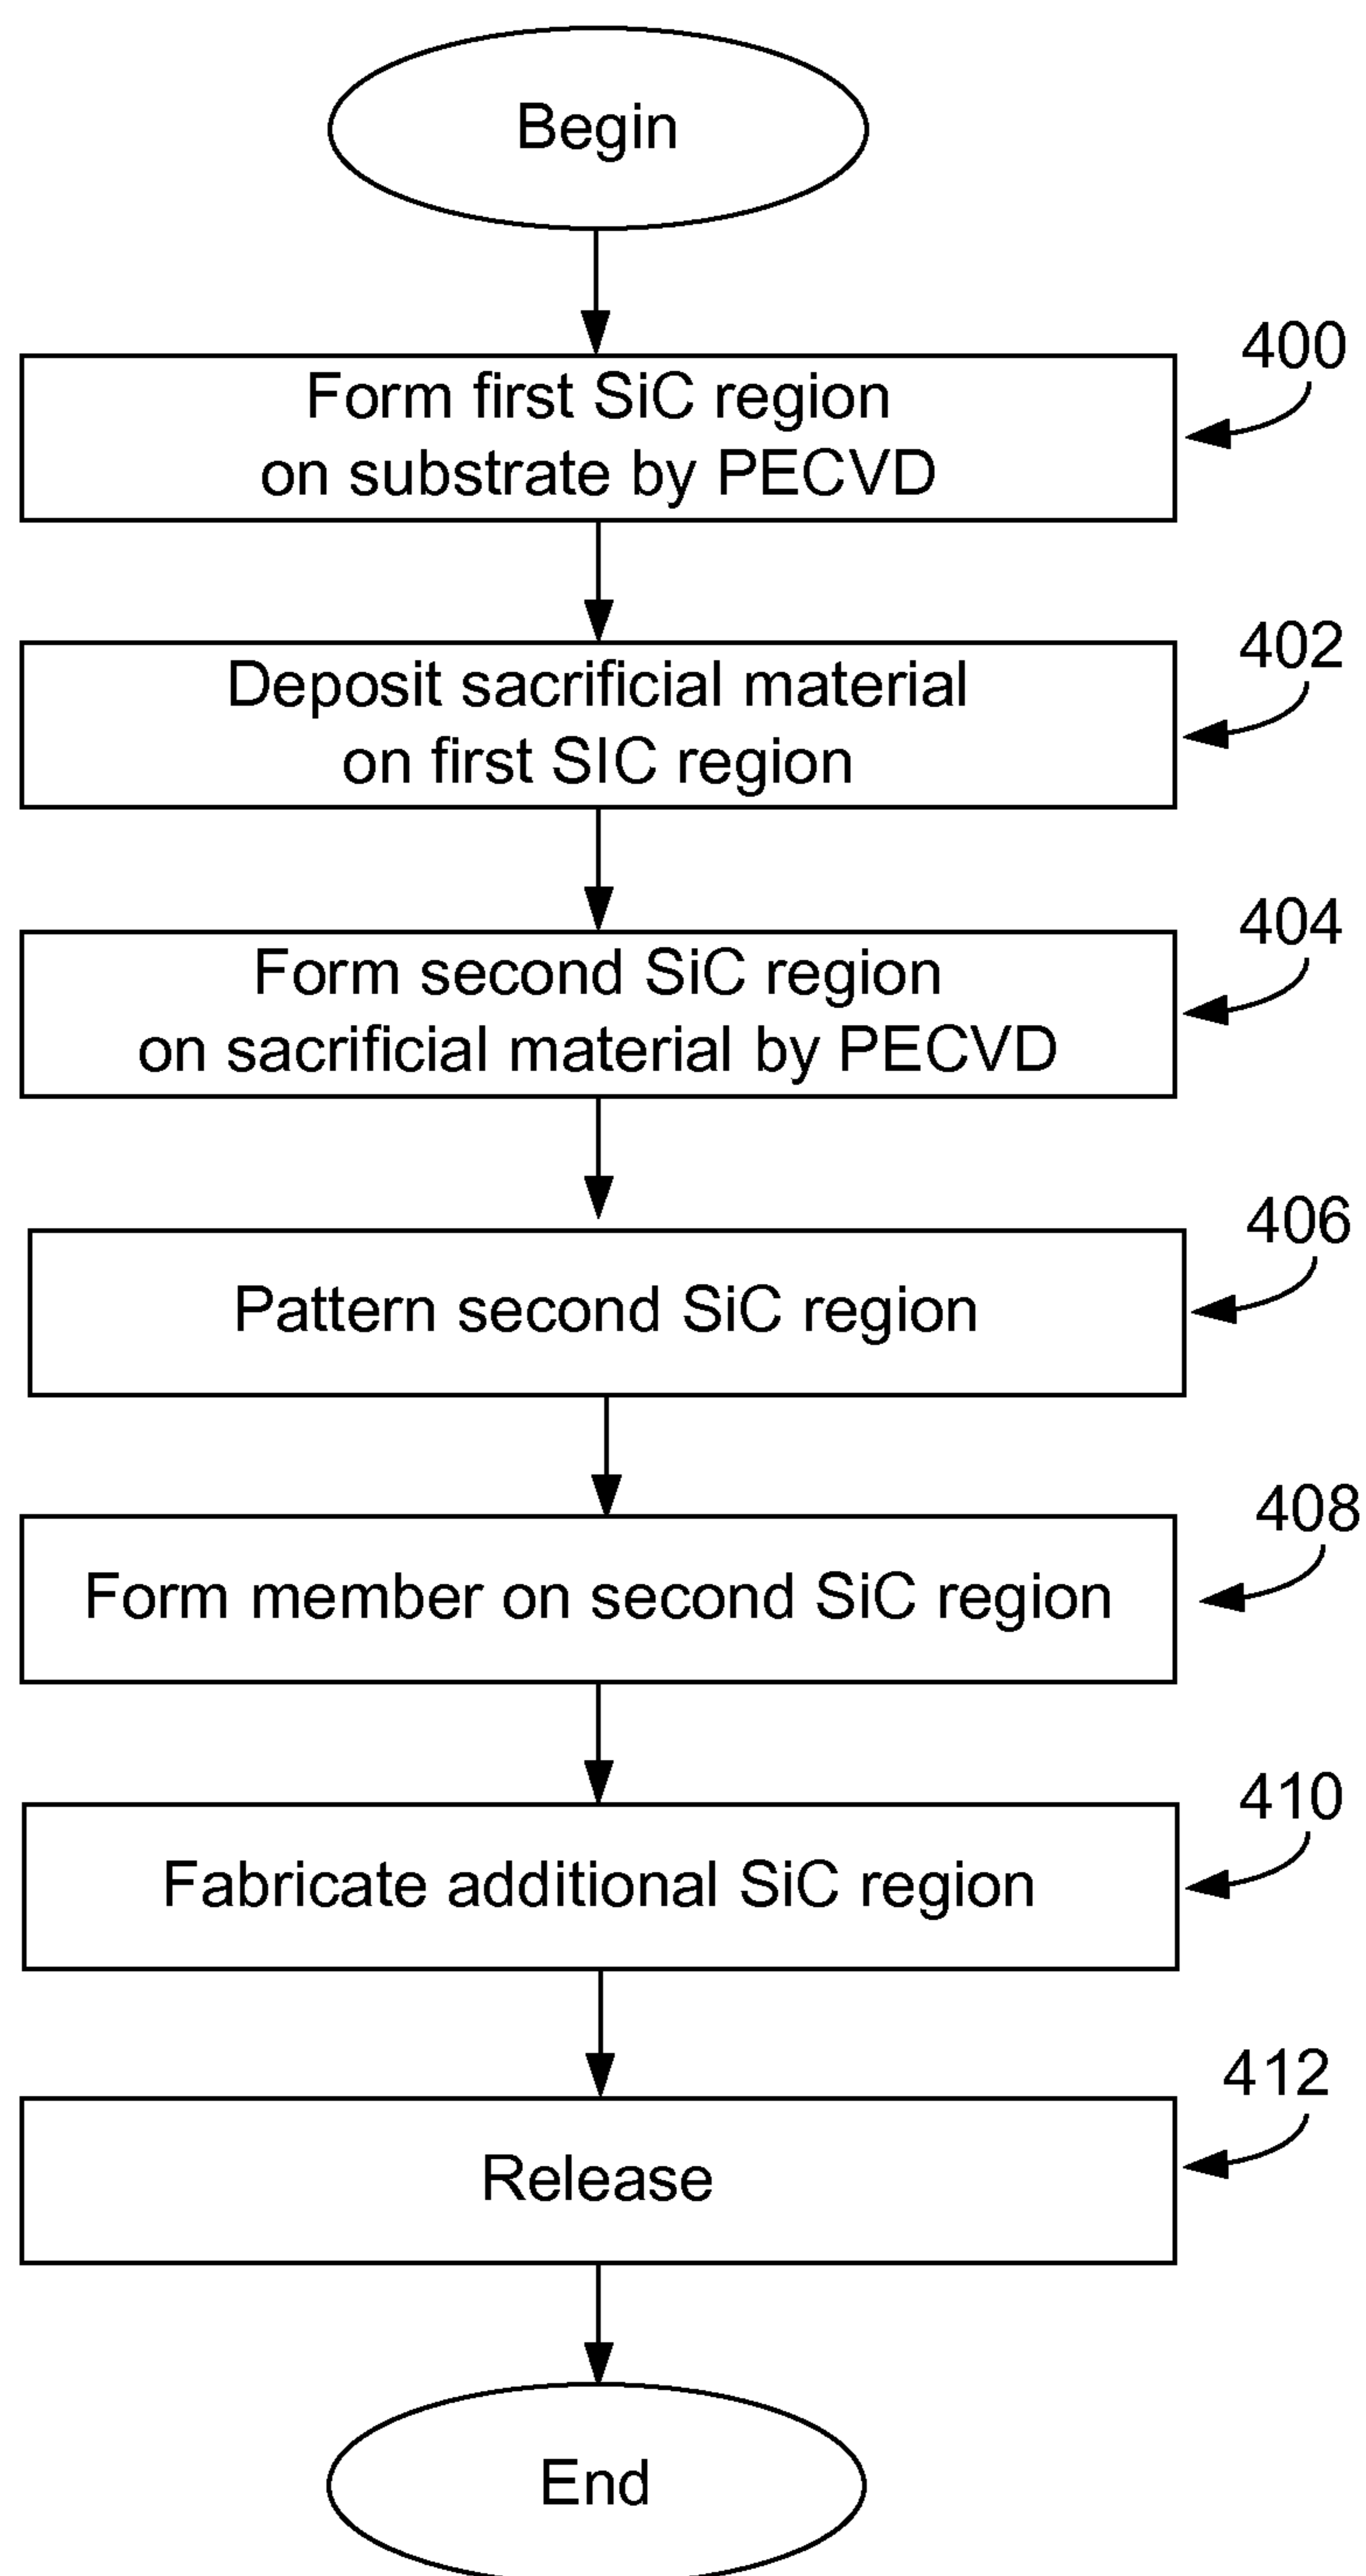 Begin
400
Form first SiC region
on substrate by PECVD
402
Deposit sacrificial material
on first SIC region
404
Form second SiC region
on sacrificial material by PECVD
406
Pattern second SiC region
408
Form member on second SiC region
410
Fabricate additional SiC region
412
Release
End